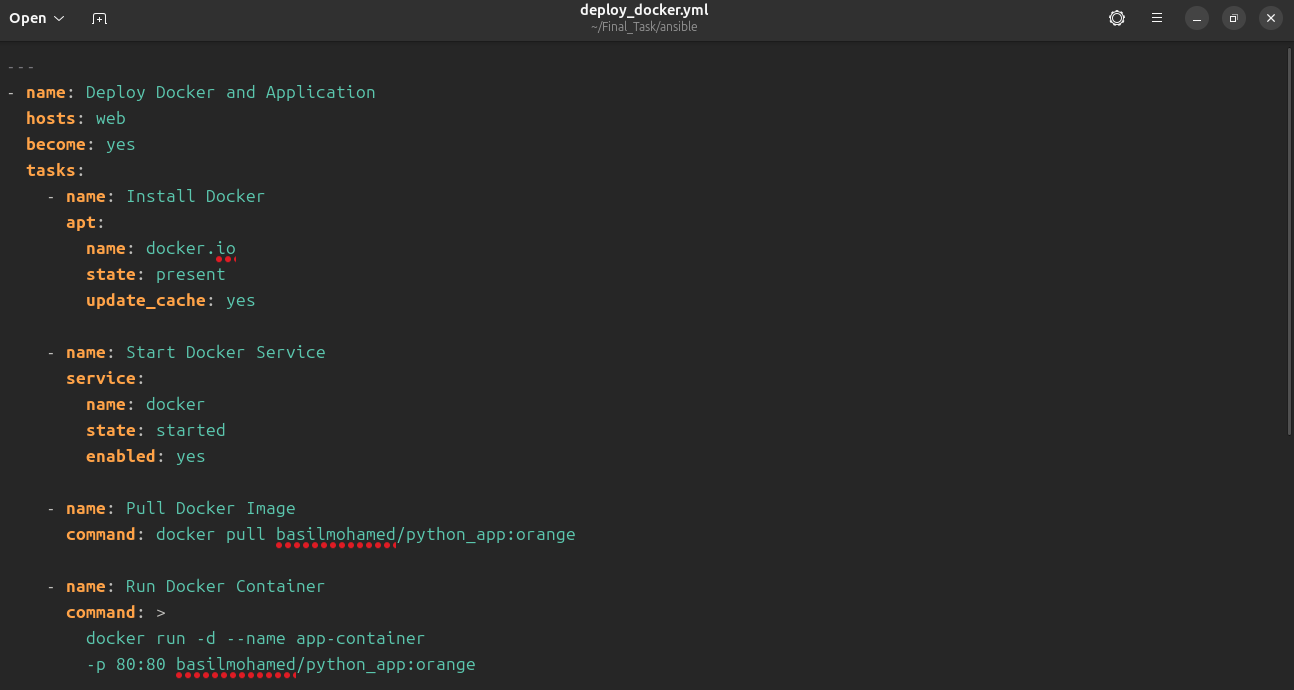 Open
deploy_docker.yml
~/Final_Task/ansible
---
- name: Deploy Docker and Application
  hosts: web
  become: yes
  tasks:
    - name: Install Docker
      apt:
        name: docker.io
        state: present
        update_cache: yes

    - name: Start Docker Service
      service:
        name: docker
        state: started
        enabled: yes

    - name: Pull Docker Image
      command: docker pull basilmohamed/python_app:orange

    - name: Run Docker Container
      command: >
        docker run -d --name app-container
        -p 80:80 basilmohamed/python_app:orange